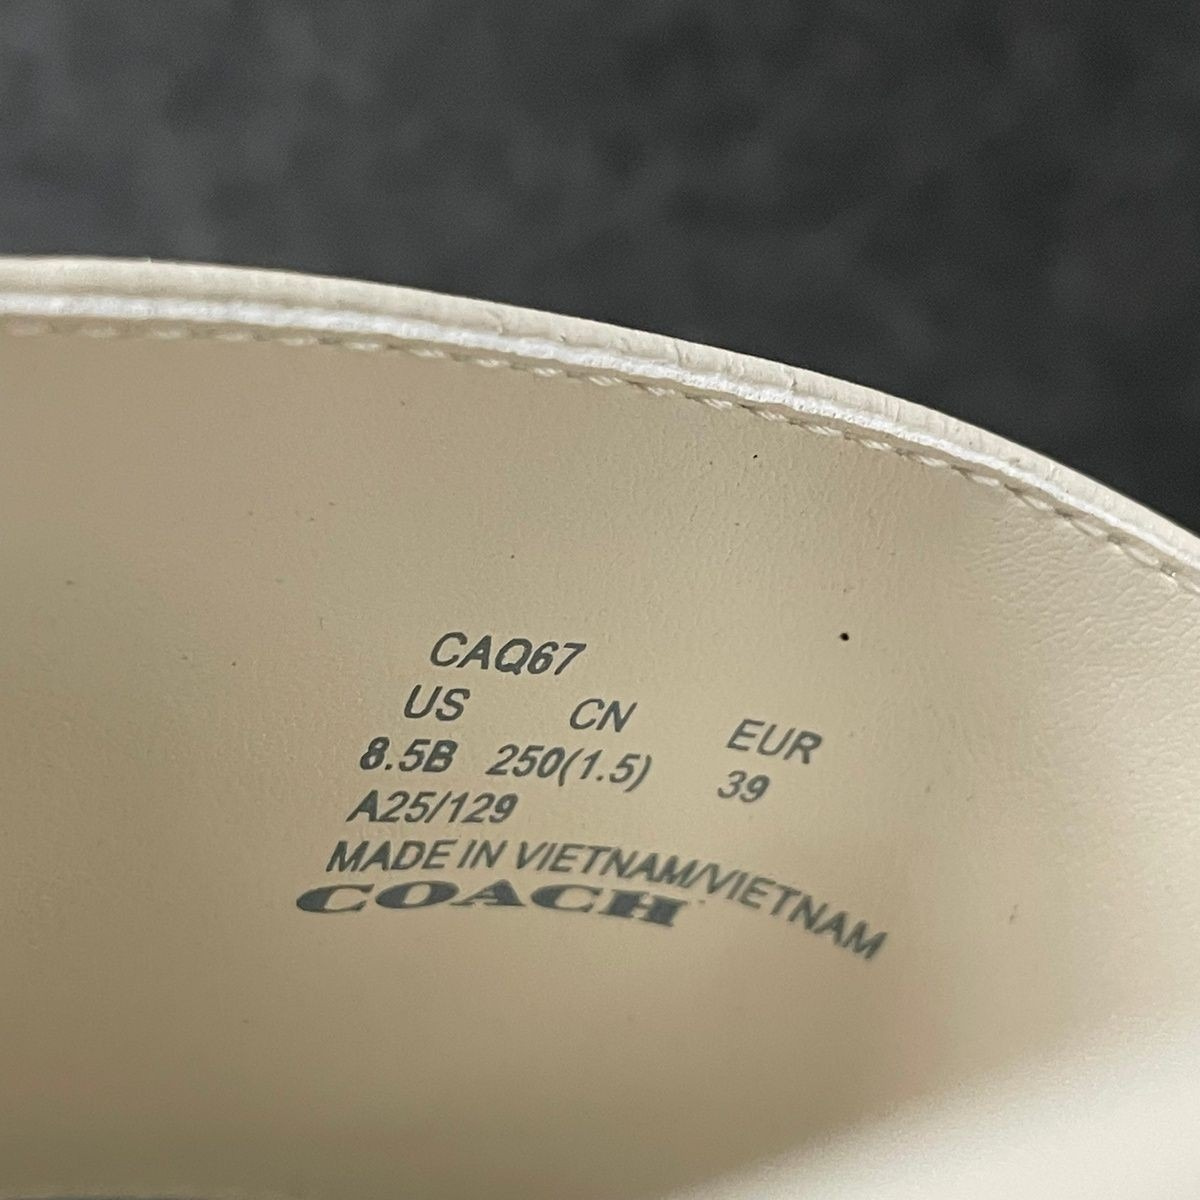 CAQ67
US CN EUR
8.5B 250(1.5) 39
A25/129
MADE IN VIETNAM/VIETNAM
COACH